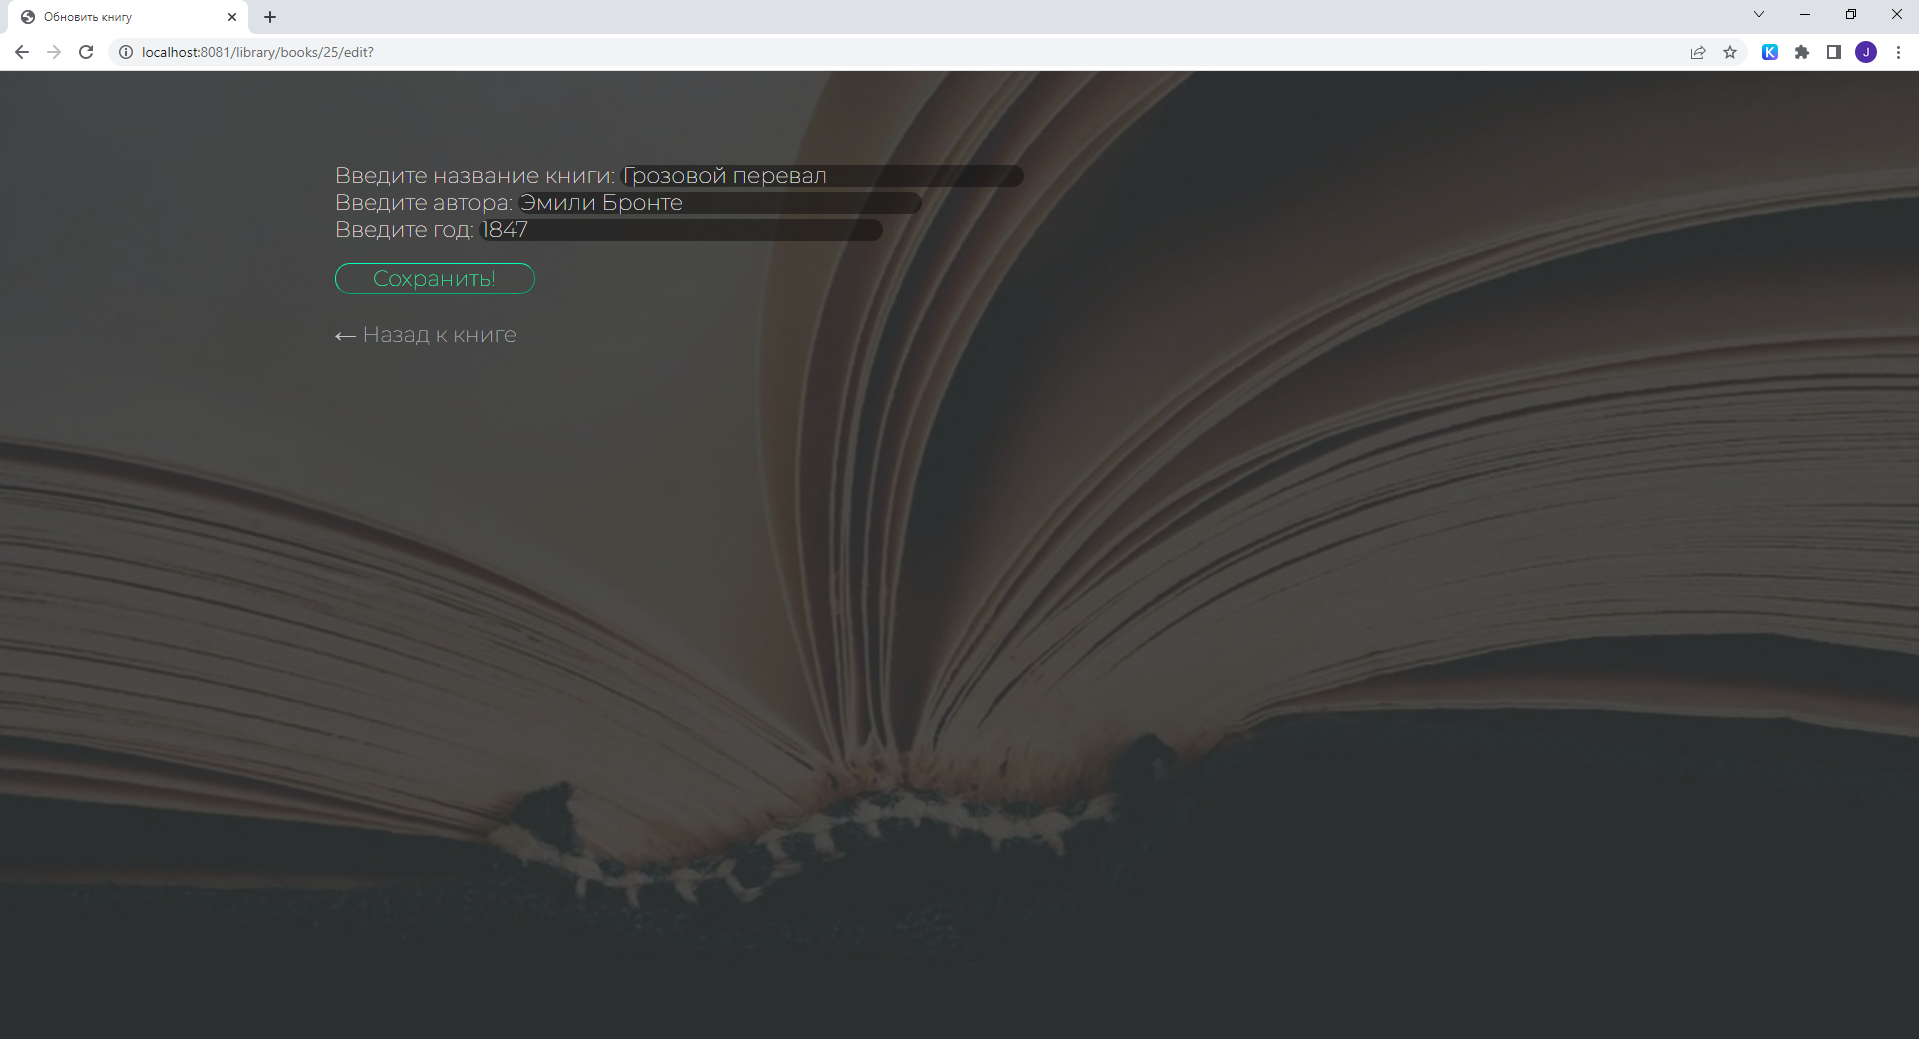 Обновить книгу
localhost:8081/library/books/25/edit?
K
J
Введите название книги: Грозовой перевал
Введите автора: Эмили Бронте
Введите год: 1847
Сохранить!
← Назад к книге